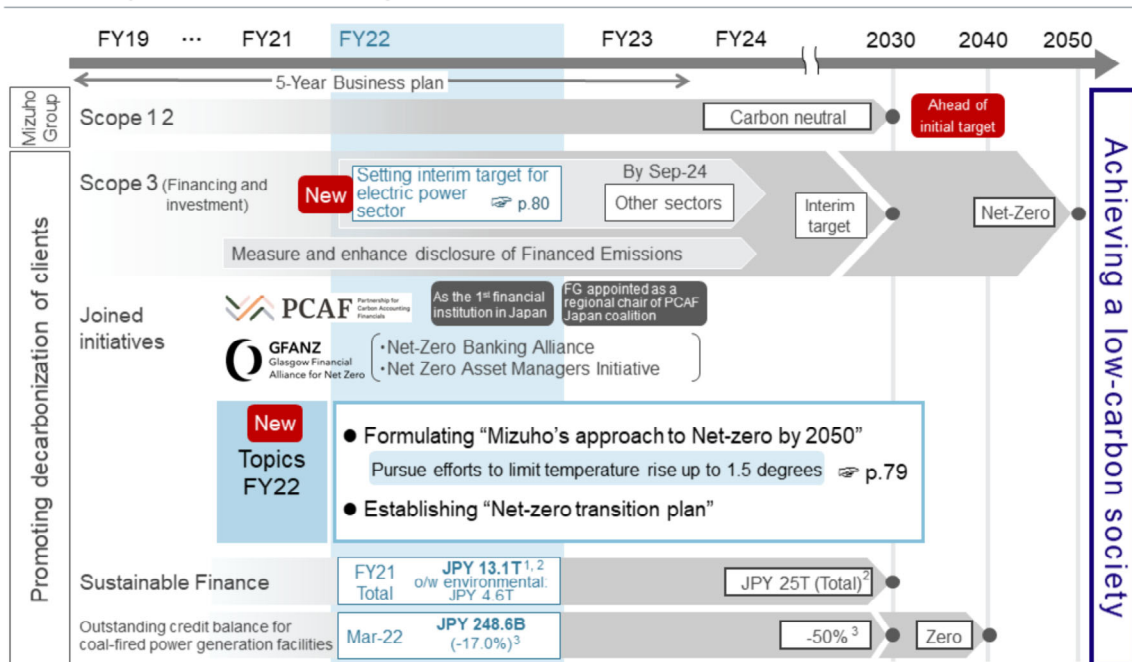 FY19 ... FY21 FY22 FY23 FY24 2030 2040 2050
5-Year Business plan
Mizuho
Group
Scope 1 2
Carbon neutral
Ahead of
initial target
Promoting decarbonization of clients
Scope 3 (Financing and
investment)
New
Setting interim target for
electric power
sector ☞ p.80
By Sep-24
Other sectors
Interim
target
Net-Zero
Measure and enhance disclosure of Financed Emissions
Joined
initiatives
PCAF Partnership for
Carbon Accounting
Financials
As the 1st financial
institution in Japan
FG appointed as a
regional chair of PCAF
Japan coalition
GFANZ
Glasgow Financial
Alliance for Net Zero
・Net-Zero Banking Alliance
・Net Zero Asset Managers Initiative
New
Topics
FY22
● Formulating “Mizuho’s approach to Net-zero by 2050”
Pursue efforts to limit temperature rise up to 1.5 degrees ☞ p.79
● Establishing “Net-zero transition plan”
Sustainable Finance
FY21
Total
JPY 13.1T1, 2
o/w environmental:
JPY 4.6T
JPY 25T (Total)2
Outstanding credit balance for
coal-fired power generation facilities
Mar-22
JPY 248.6B
(-17.0%)3
-50% 3
Zero
Achieving a low-carbon society